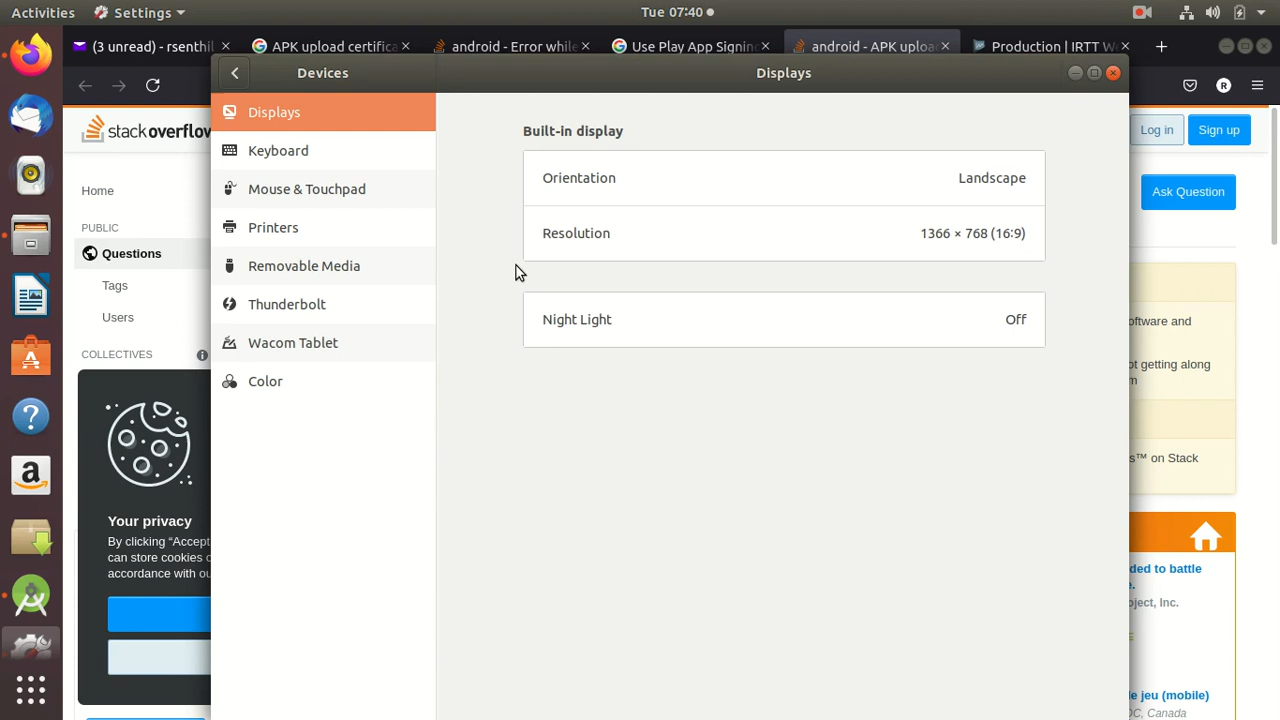 Activities
Settings
Tue 07:40
(3 unread) - rsenthil
APK upload certifica
android - Error while
Use Play App Signing
android - APK uploa
Production | IRTT W
R
Devices
Displays
stackoverflow
Log in
Sign up
Displays
Keyboard
Mouse & Touchpad
Printers
Removable Media
Thunderbolt
Wacom Tablet
Color
Built-in display
Orientation
Landscape
Resolution
1366 × 768 (16∶9)
Night Light
Off
Home
PUBLIC
Questions
Tags
Users
COLLECTIVES
Your privacy
By clicking “Accept
can store cookies o
accordance with ou
Ask Question
oftware and
ot getting along
m
s™ on Stack
ded to battle
e.
oject, Inc.
le jeu (mobile)
OC, Canada